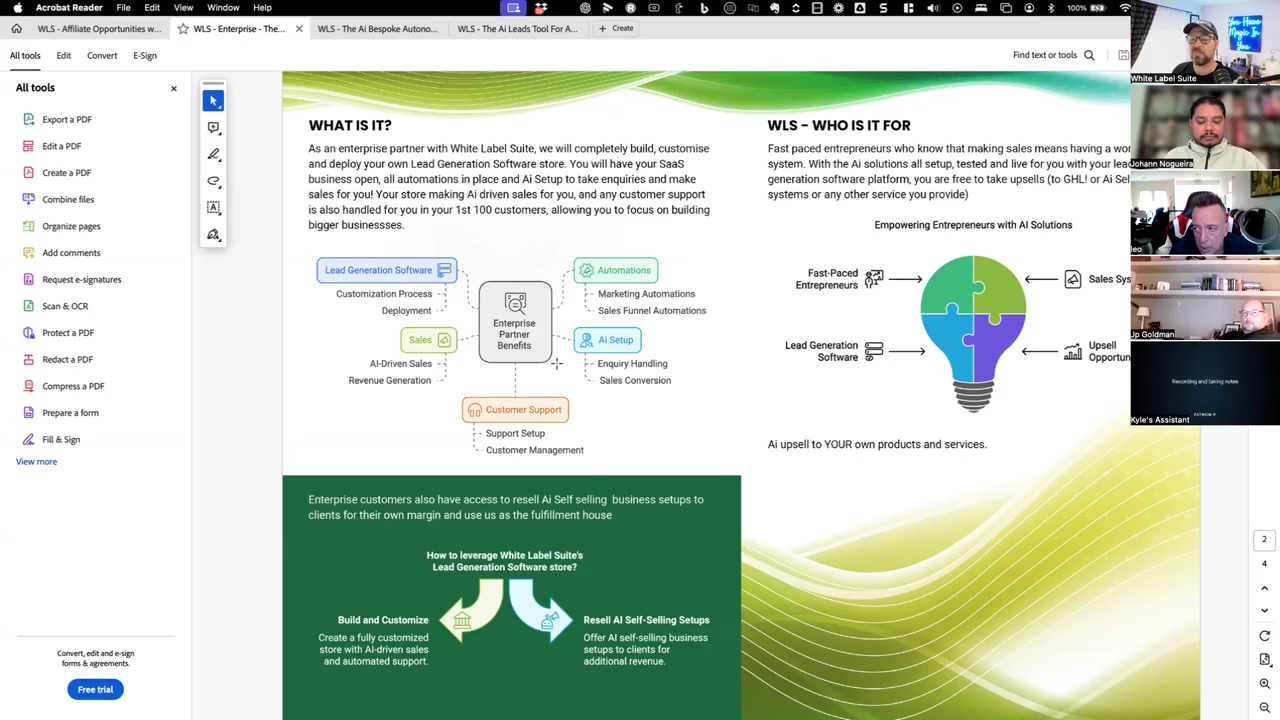 Acrobat Reader File Edit View Window Help
100%
WLS - Affiliate Opportunities w...
WLS - Enterprise - The...
WLS - The Ai Bespoke Autono...
WLS - The Ai Leads Tool For A...
+ Create
All tools Edit Convert E-Sign
Find text or tools
All tools
Export a PDF
Edit a PDF
Create a PDF
Combine files
Organize pages
Add comments
Request e-signatures
Scan & OCR
Protect a PDF
Redact a PDF
Compress a PDF
Prepare a form
Fill & Sign
View more
Convert, edit and e-sign
forms & agreements.
Free trial
WHAT IS IT?
As an enterprise partner with White Label Suite, we will completely build, customise
and deploy your own Lead Generation Software store. You will have your SaaS
business open, all automations in place and Ai Setup to take enquiries and make
sales for you! Your store making Ai driven sales for you, and any customer support
is also handled for you in your 1st 100 customers, allowing you to focus on building
bigger businessses.
Lead Generation Software
Customization Process
Deployment
Sales
AI-Driven Sales
Revenue Generation
Enterprise
Partner
Benefits
Automations
Marketing Automations
Sales Funnel Automations
AI Setup
Enquiry Handling
Sales Conversion
Customer Support
Support Setup
Customer Management
Enterprise customers also have access to resell Ai Self selling business setups to
clients for their own margin and use us as the fulfillment house
How to leverage White Label Suite's
Lead Generation Software store?
Build and Customize
Create a fully customized
store with AI-driven sales
and automated support.
Resell AI Self-Selling Setups
Offer AI self-selling business
setups to clients for
additional revenue.
WLS - WHO IS IT FOR
Fast paced entrepreneurs who know that making sales means having a wor
system. With the Ai solutions all setup, tested and live for you with your lea
generation software platform, you are free to take upsells (to GHL! or Ai Sel
systems or any other service you provide)
Empowering Entrepreneurs with AI Solutions
Fast-Paced
Entrepreneurs
Lead Generation
Software
Sales Sys
Upsell
Opportun
Ai upsell to YOUR own products and services.
You Have
Magic In
You
White Label Suite
Johann Nogueira
leo
Jp Goldman
Recording and taking notes
FATHOM
Kyle's Assistant
2
4